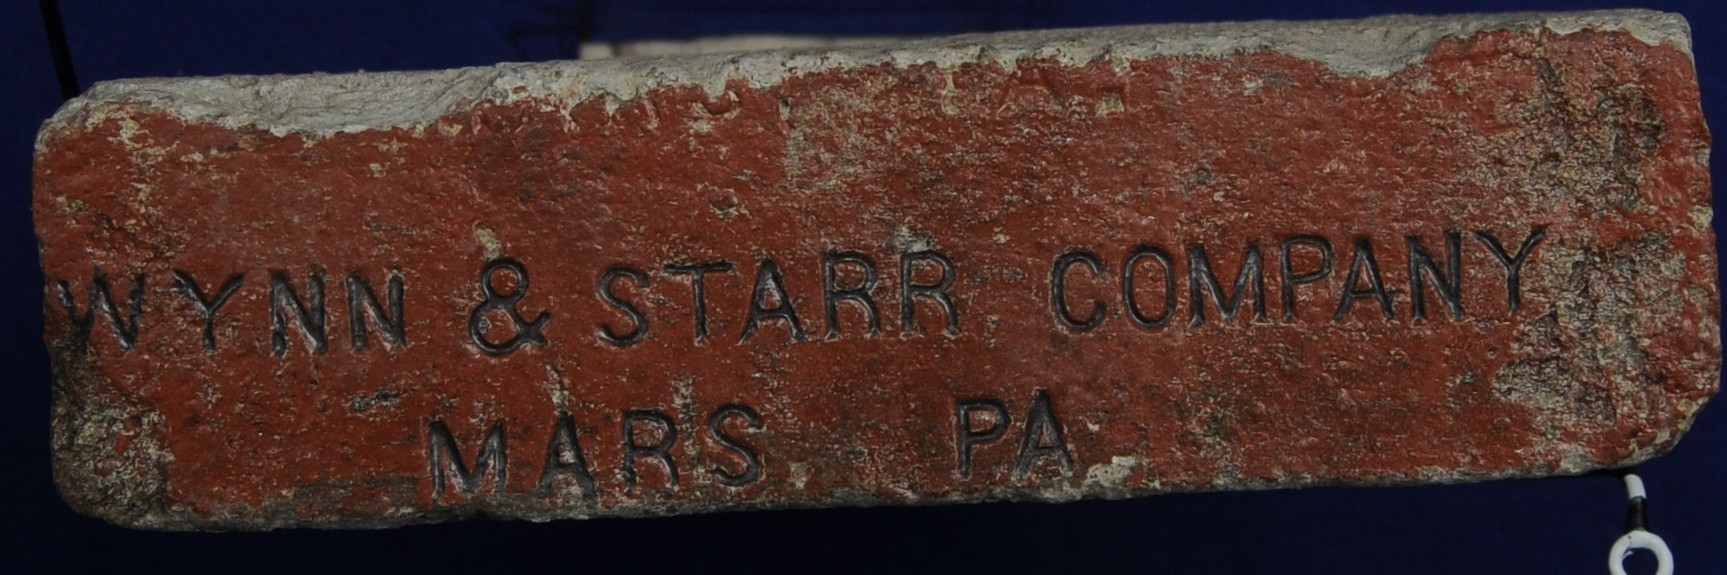 WYNN & STARR COMPANY
MARS PA